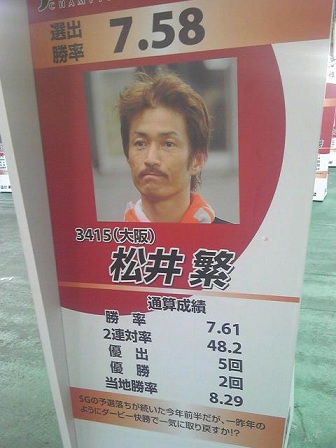 CHAMPI
選出
勝率
7.58
3415(大阪)
松井 繁
通算成績
勝 率 7.61
2連対率 48.2
優 出 5回
優 勝 2回
当地勝率 8.29
SGの予選落ちが続いた今年前半だが、一昨年の
ようにダービー快勝で一気に取り戻すか!?